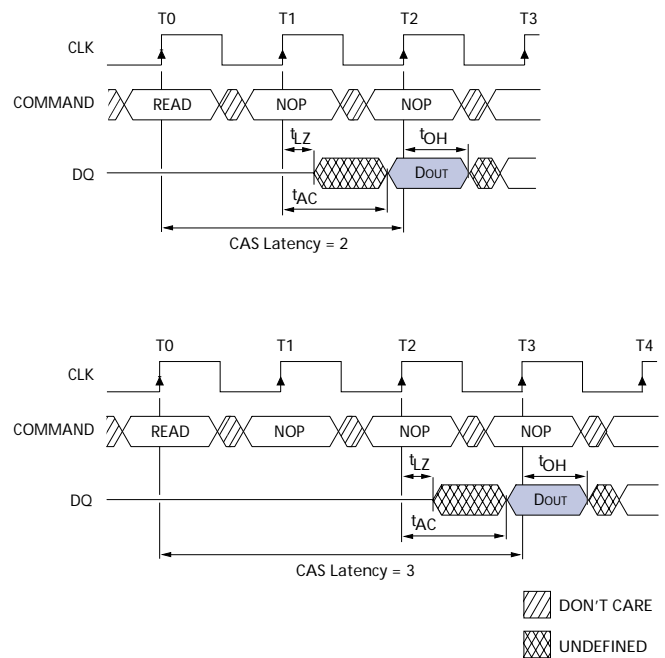 T0 T1 T2 T3
CLK
COMMAND READ NOP NOP
tLZ tOH
DQ DOUT
tAC
CAS Latency = 2
T0 T1 T2 T3 T4
CLK
COMMAND READ NOP NOP NOP
tLZ tOH
DQ DOUT
tAC
CAS Latency = 3
DON'T CARE
UNDEFINED